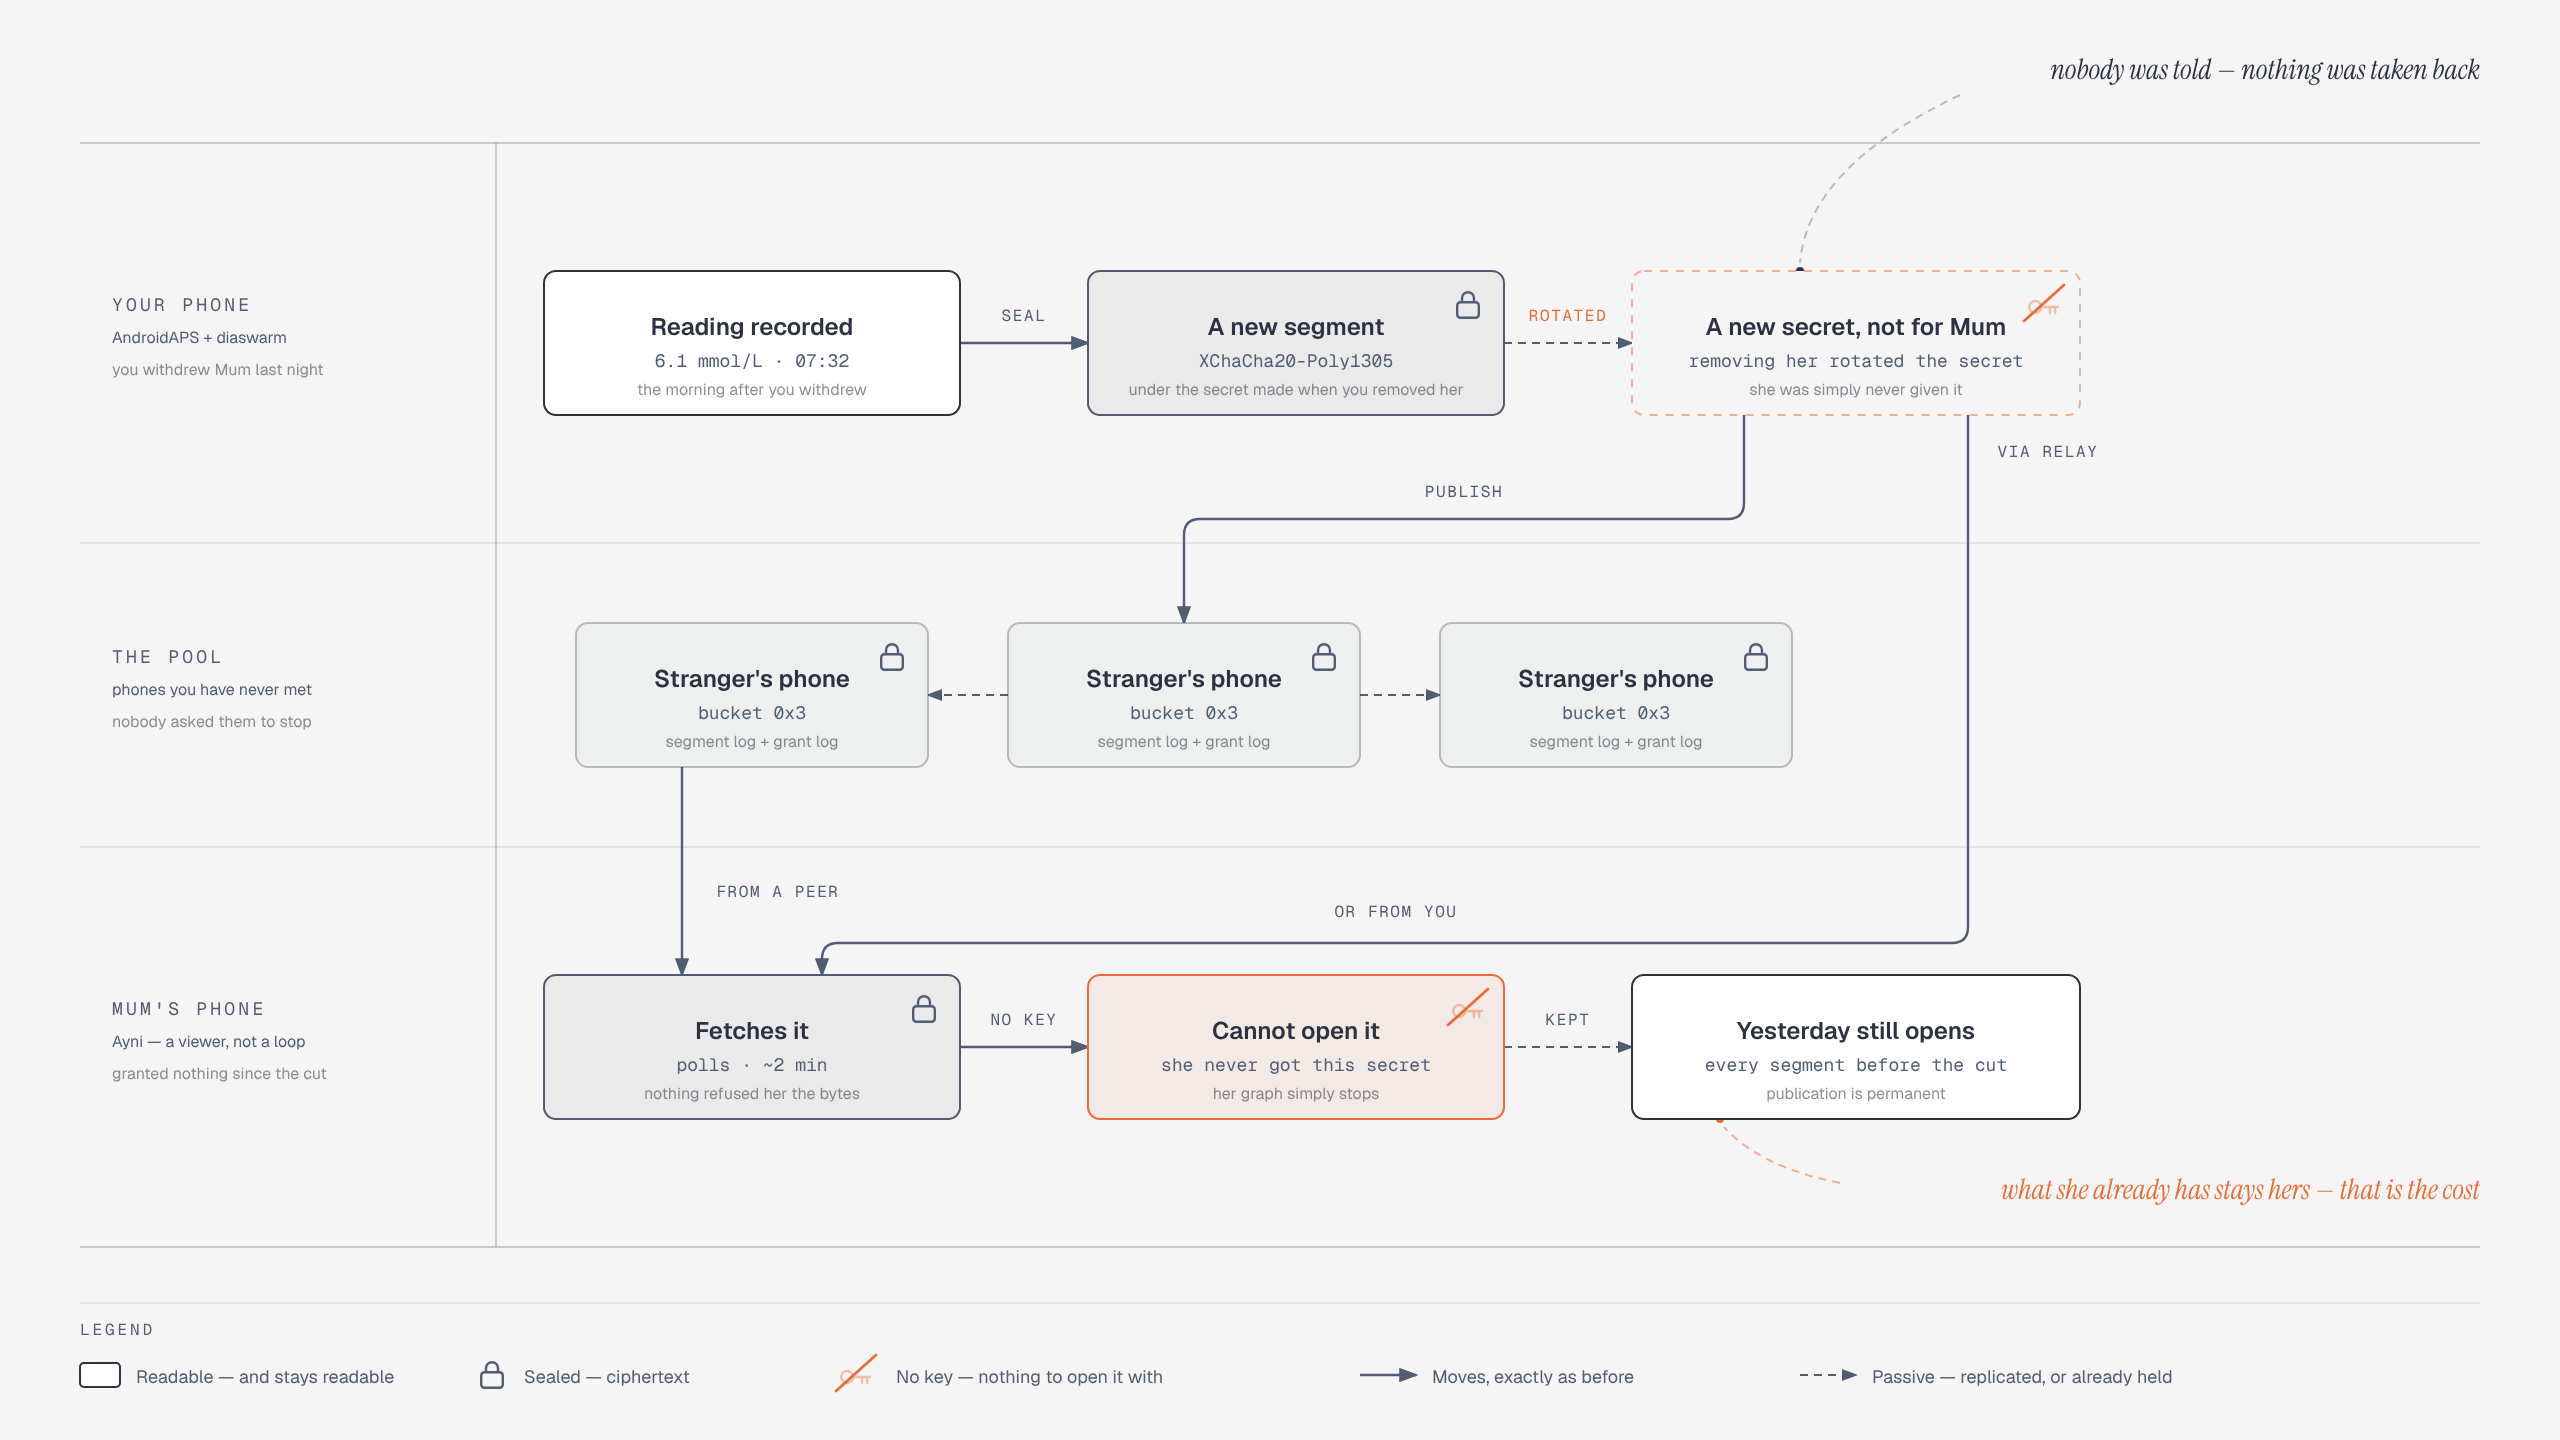 nobody was told — nothing was taken back
YOUR PHONE
AndroidAPS + diaswarm
you withdrew Mum last night
Reading recorded
6.1 mmol/L · 07:32
the morning after you withdrew
SEAL
A new segment
XChaCha20-Poly1305
under the secret made when you removed her
ROTATED
A new secret, not for Mum
removing her rotated the secret
she was simply never given it
VIA RELAY
PUBLISH
THE POOL
phones you have never met
nobody asked them to stop
Stranger's phone
bucket 0x3
segment log + grant log
Stranger's phone
bucket 0x3
segment log + grant log
Stranger's phone
bucket 0x3
segment log + grant log
FROM A PEER
OR FROM YOU
MUM'S PHONE
Ayni — a viewer, not a loop
granted nothing since the cut
Fetches it
polls · ~2 min
nothing refused her the bytes
NO KEY
Cannot open it
she never got this secret
her graph simply stops
KEPT
Yesterday still opens
every segment before the cut
publication is permanent
what she already has stays hers — that is the cost
LEGEND
Readable — and stays readable
Sealed — ciphertext
No key — nothing to open it with
Moves, exactly as before
Passive — replicated, or already held